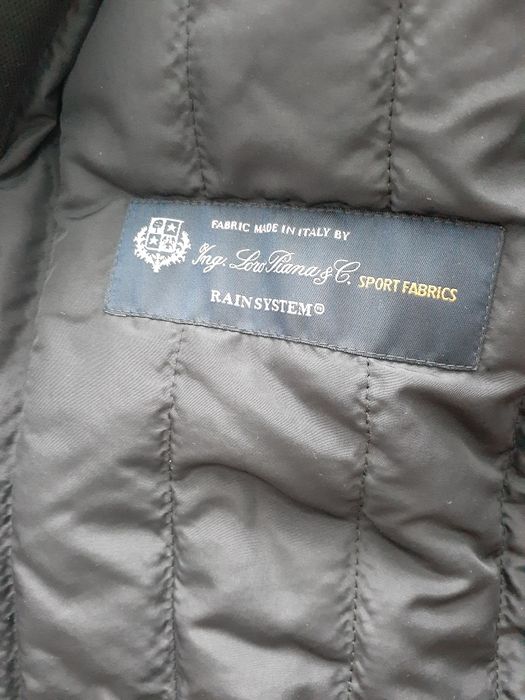 FABRIC MADE IN ITALY BY
Ing. Loro Piana & C. SPORT FABRICS
RAIN SYSTEM®